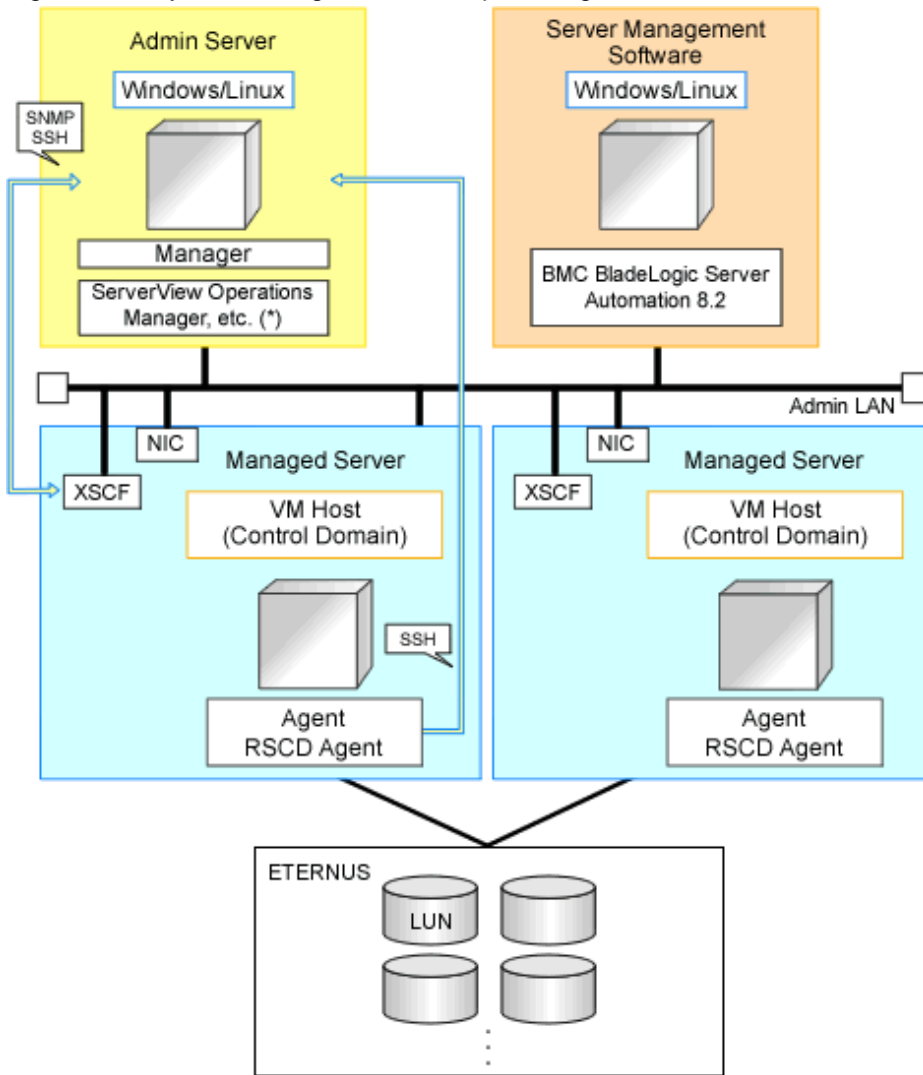 Admin Server
Windows/Linux
SNMP
SSH
Manager
ServerView Operations
Manager, etc. (*)
Server Management
Software
Windows/Linux
BMC BladeLogic Server
Automation 8.2
Admin LAN
NIC
XSCF
Managed Server
VM Host
(Control Domain)
SSH
Agent
RSCD Agent
NIC
XSCF
Managed Server
VM Host
(Control Domain)
Agent
RSCD Agent
ETERNUS
LUN